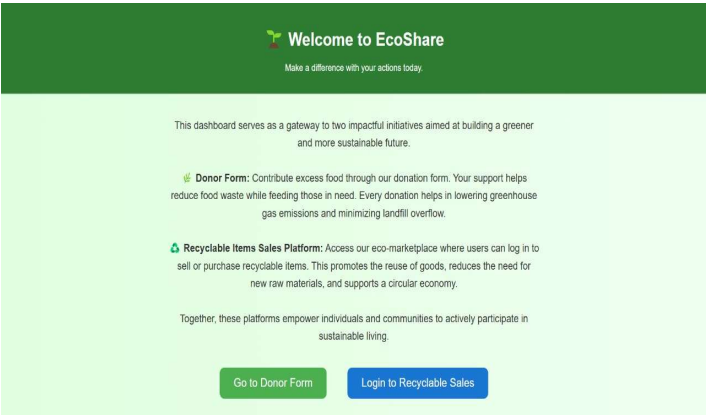 Welcome to EcoShare
Make a difference with your actions today.
This dashboard serves as a gateway to two impactful initiatives aimed at building a greener
and more sustainable future.
Donor Form: Contribute excess food through our donation form. Your support helps
reduce food waste while feeding those in need. Every donation helps in lowering greenhouse
gas emissions and minimizing landfill overflow.
Recyclable Items Sales Platform: Access our eco-marketplace where users can log in to
sell or purchase recyclable items. This promotes the reuse of goods, reduces the need for
new raw materials, and supports a circular economy.
Together, these platforms empower individuals and communities to actively participate in
sustainable living.
Go to Donor Form
Login to Recyclable Sales